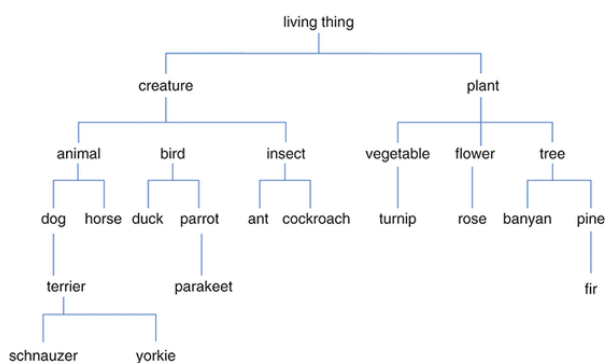 living thing
creature plant
animal bird insect vegetable flower tree
dog horse duck parrot ant cockroach turnip rose banyan pine
terrier parakeet fir
schnauzer yorkie